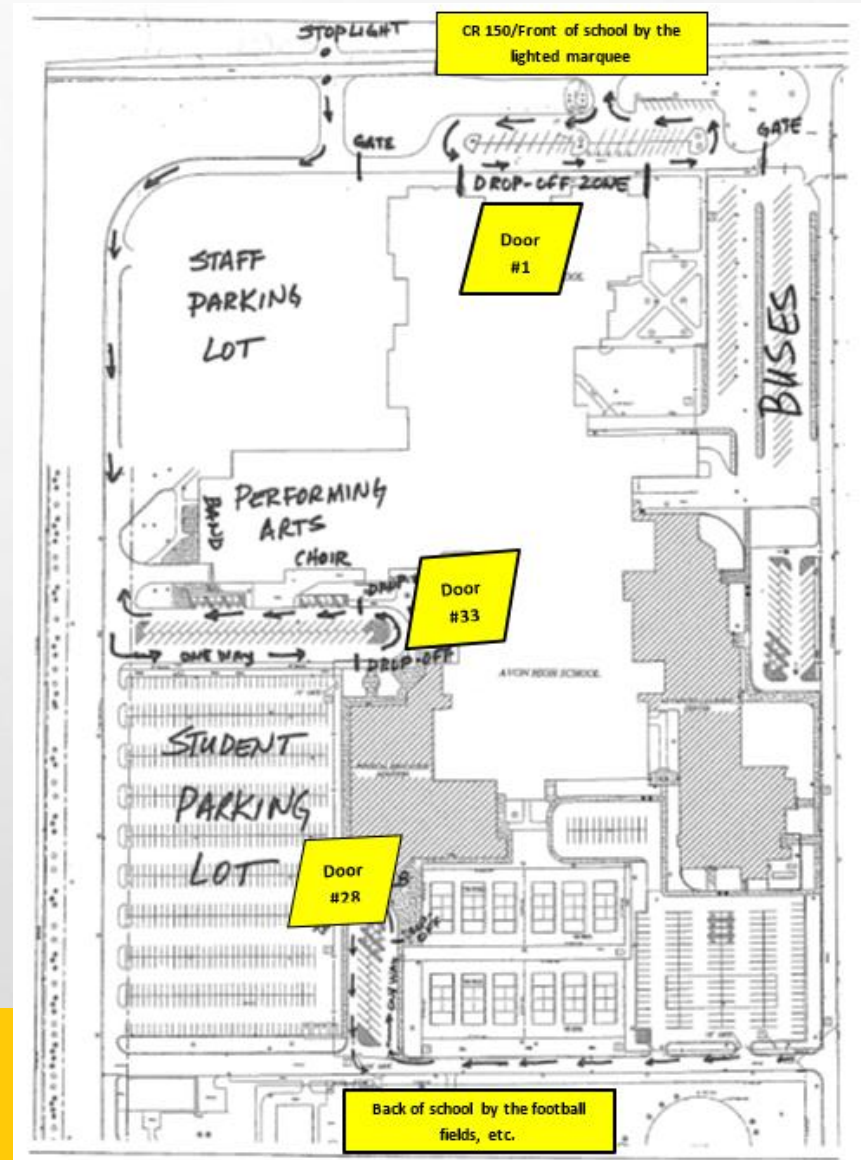 STOPLIGHT
CR 150/Front of school by the
lighted marquee
GATE
GATE
DROP-OFF ZONE
Door
#1
STAFF
PARKING
LOT
BUSES
PERFORMING
ARTS
BAND
CHOIR
Door
#33
ONE WAY
DROP-OFF
AVON HIGH SCHOOL
STUDENT
PARKING
LOT
Door
#28
Back of school by the football
fields, etc.